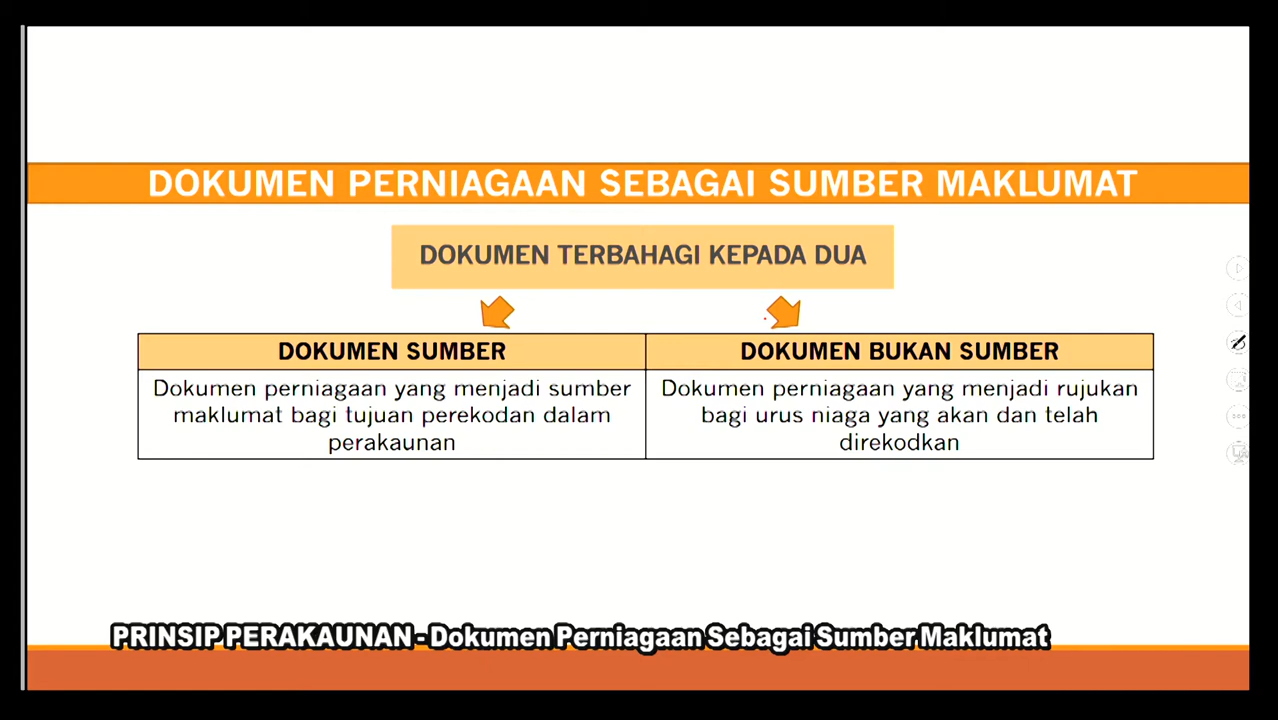 DOKUMEN PERNIAGAAN SEBAGAI SUMBER MAKLUMAT
DOKUMEN TERBAHAGI KEPADA DUA
DOKUMEN SUMBER
Dokumen perniagaan yang menjadi sumber
maklumat bagi tujuan perekodan dalam
perakaunan
DOKUMEN BUKAN SUMBER
Dokumen perniagaan yang menjadi rujukan
bagi urus niaga yang akan dan telah
direkodkan
PRINSIP PERAKAUNAN - Dokumen Perniagaan Sebagai Sumber Maklumat